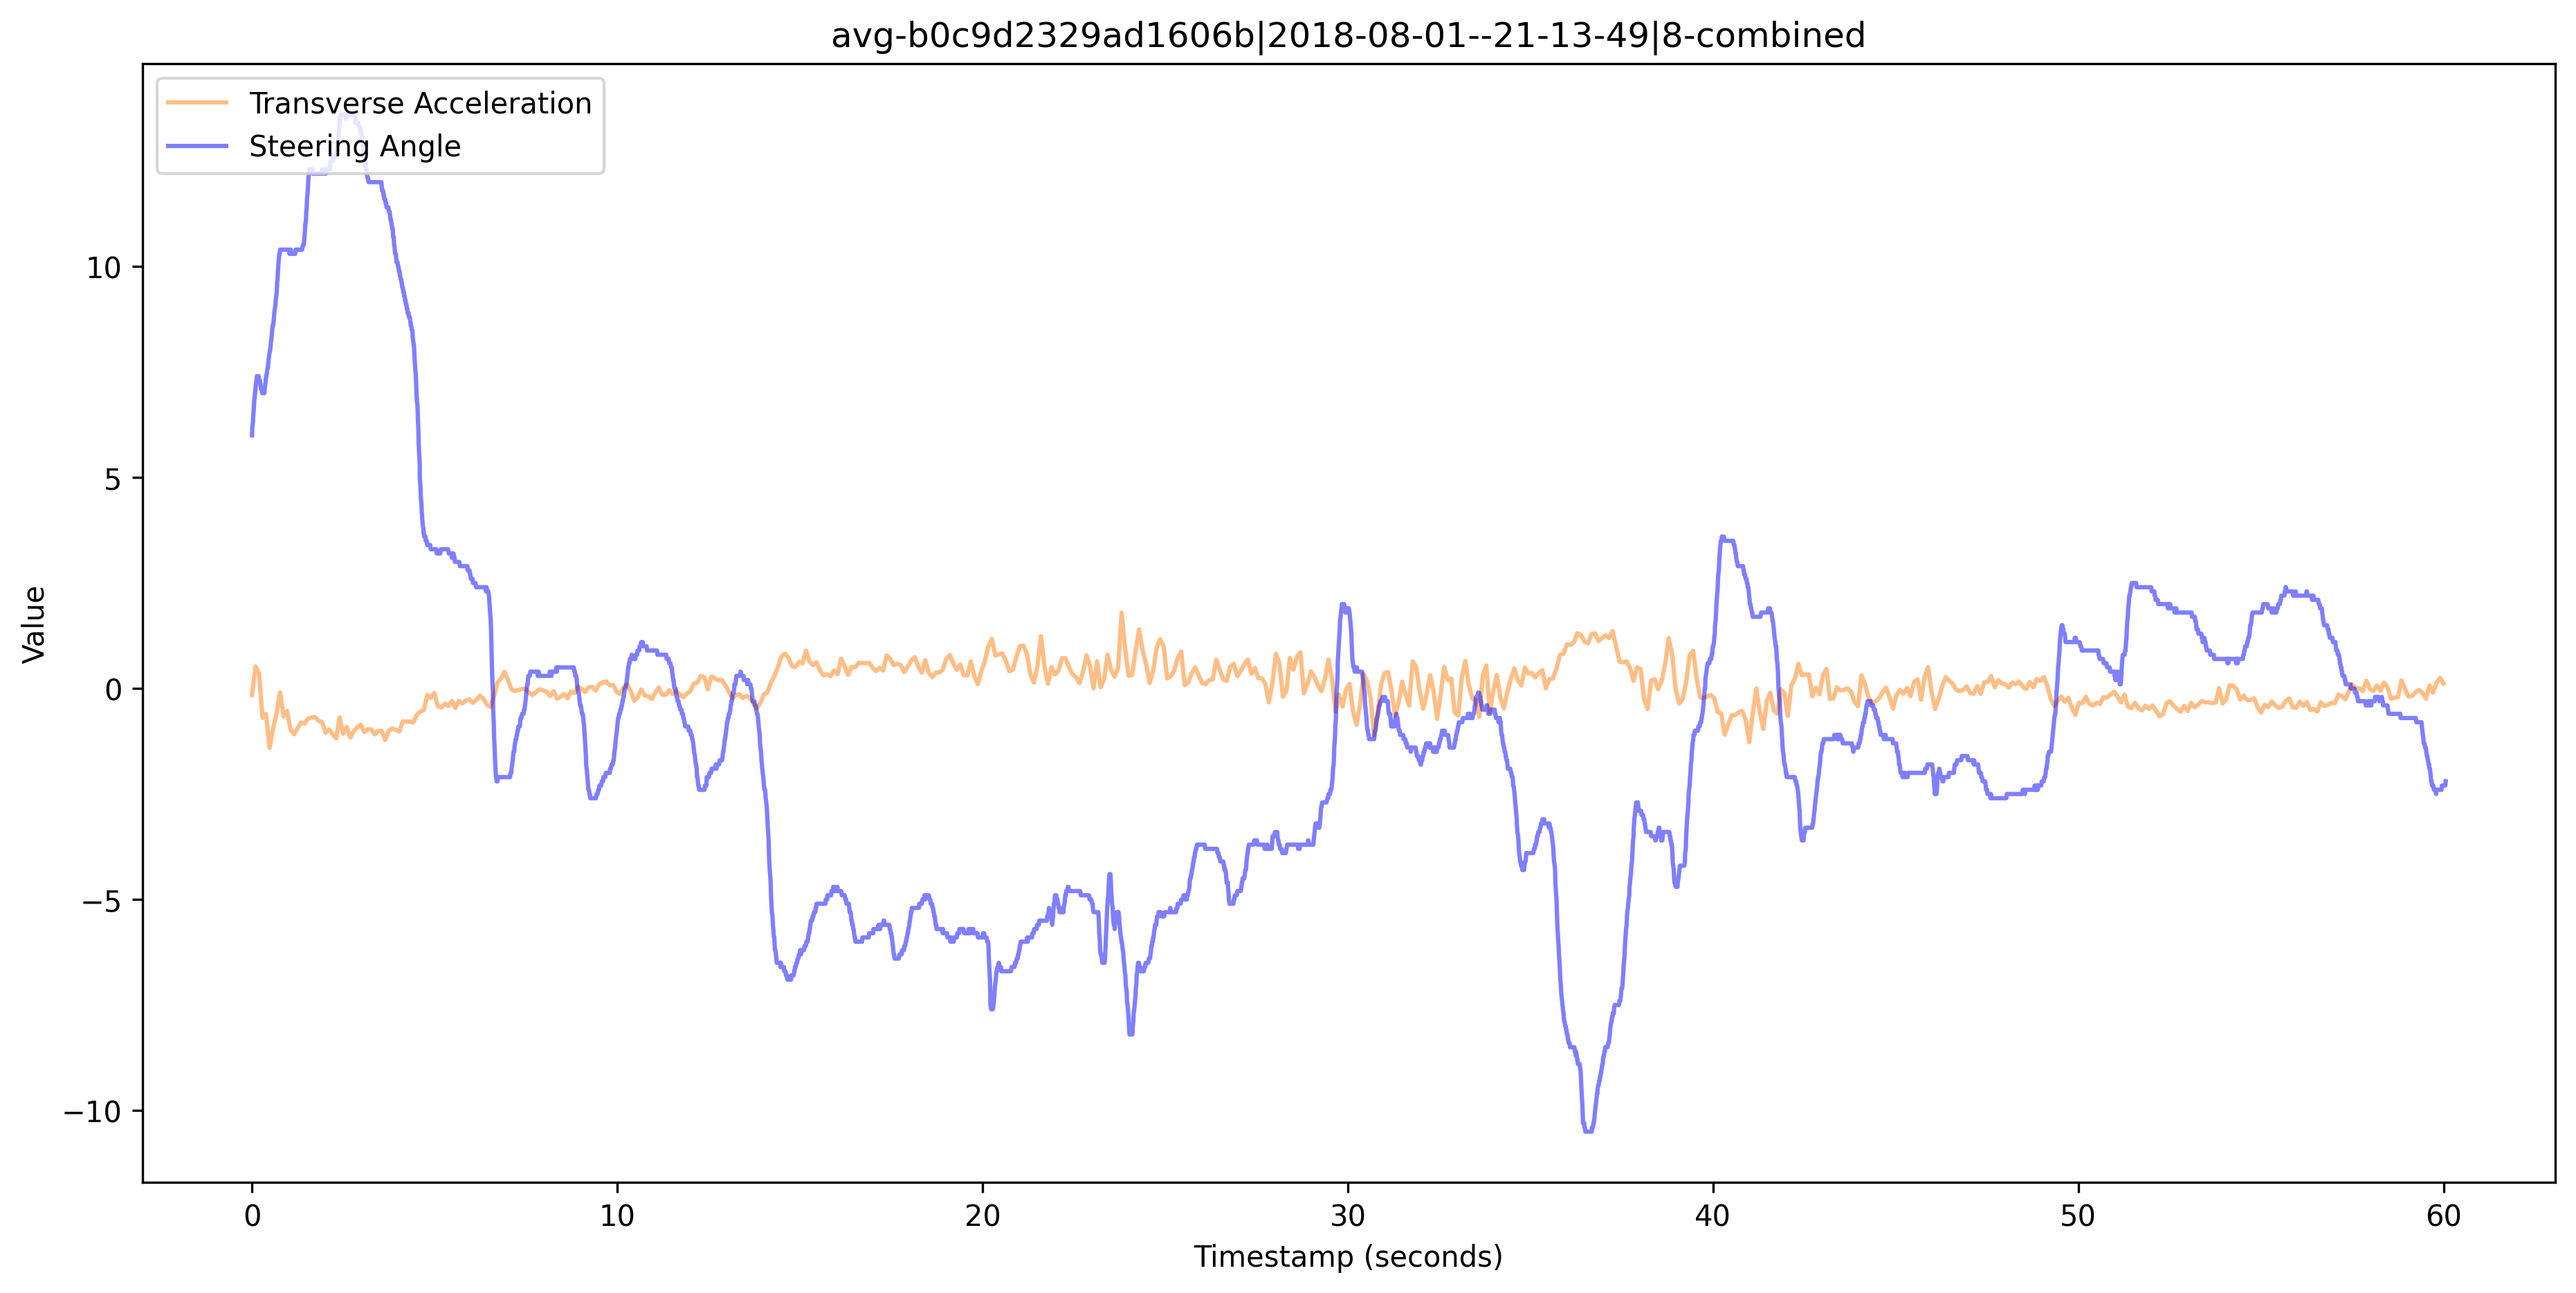 avg-b0c9d2329ad1606b|2018-08-01--21-13-49|8-combined
Transverse Acceleration
Steering Angle
10
5
0
−5
−10
Value
0 10 20 30 40 50 60
Timestamp (seconds)